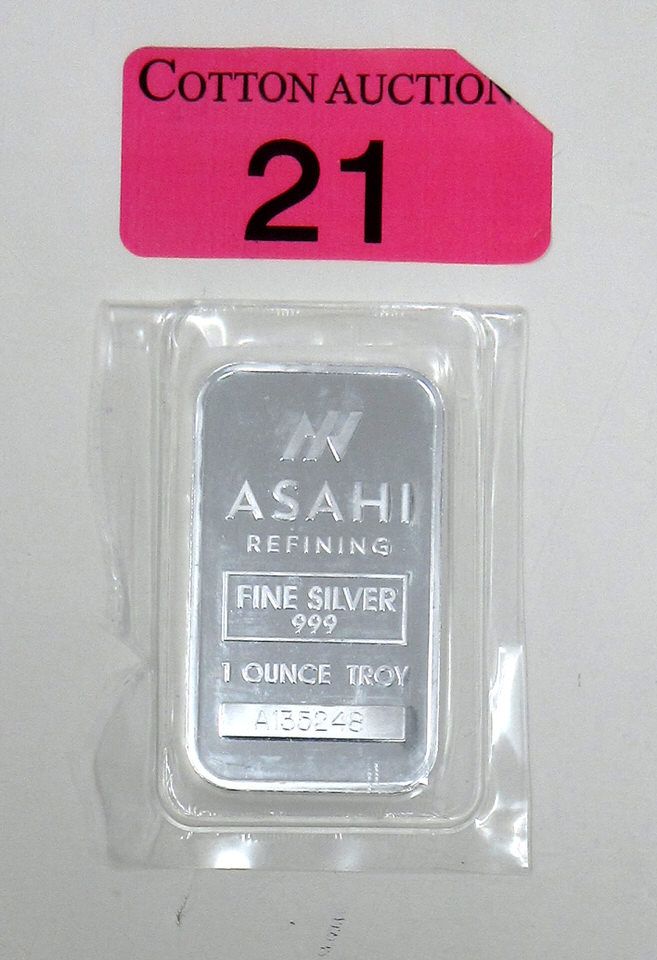 COTTON AUCTION
21
ASAHI
REFINING
FINE SILVER
999
1 OUNCE TROY
A135248